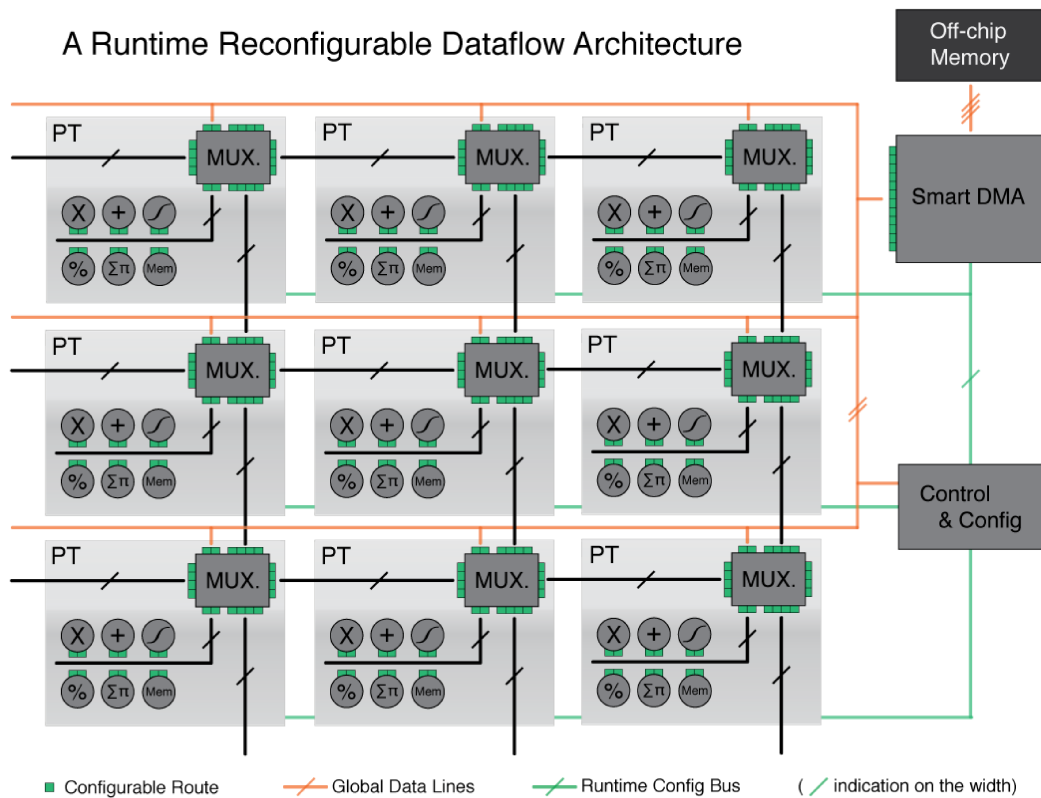 A Runtime Reconfigurable Dataflow Architecture
Off-chip
Memory
PT
MUX.
X
+
%
Σπ
Mem
PT
MUX.
X
+
%
Σπ
Mem
PT
MUX.
X
+
%
Σπ
Mem
Smart DMA
PT
MUX.
X
+
%
Σπ
Mem
PT
MUX.
X
+
%
Σπ
Mem
PT
MUX.
X
+
%
Σπ
Mem
Control
& Config
PT
MUX.
X
+
%
Σπ
Mem
PT
MUX.
X
+
%
Σπ
Mem
PT
MUX.
X
+
%
Σπ
Mem
Configurable Route
Global Data Lines
Runtime Config Bus
( indication on the width)